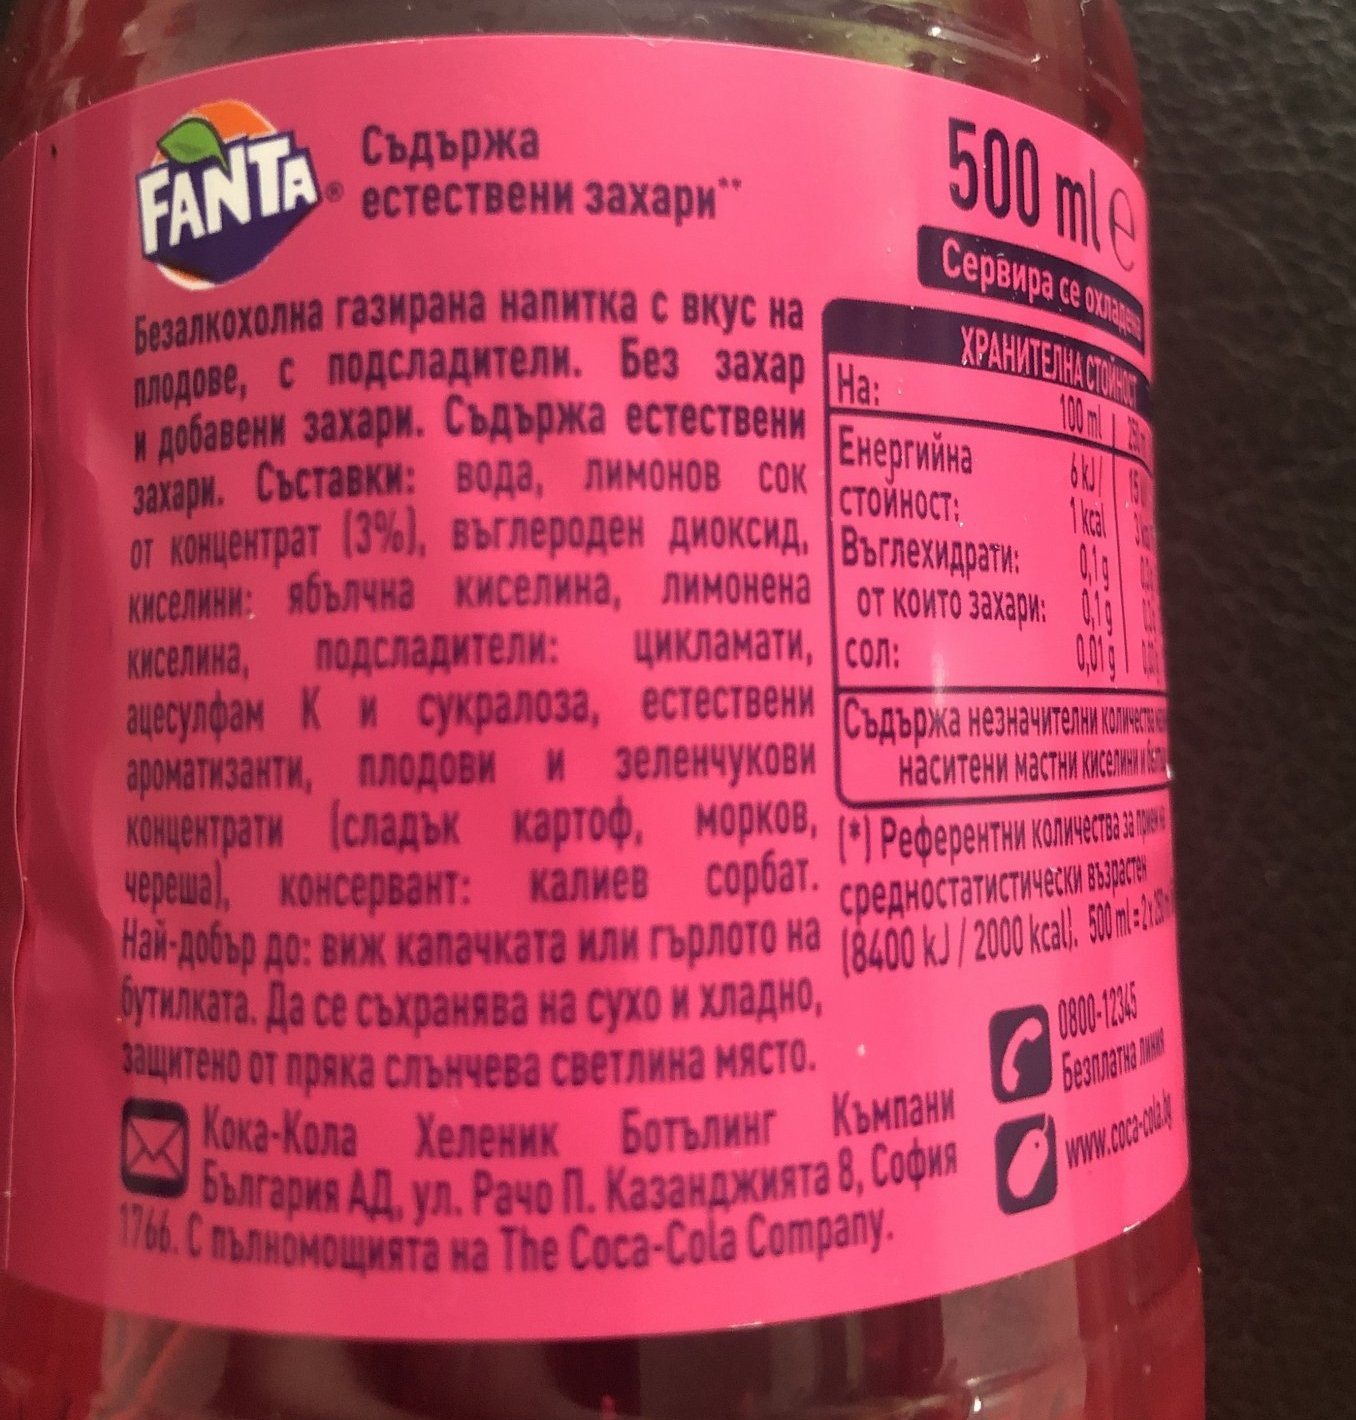 FANTA®
Съдържа
естествени захари**
500 ml e
Сервира се охладена
Безалкохолна газирана напитка с вкус на
плодове, с подсладители. Без захар
и добавени захари. Съдържа естествени
захари. Съставки: вода, лимонов сок
от концентрат (3%), въглероден диоксид,
киселини: ябълчна киселина, лимонена
киселина, подсладители: цикламати,
ацесулфам К и сукралоза, естествени
ароматизанти, плодови и зеленчукови
концентрати (сладък картоф, морков,
череша), консервант: калиев сорбат.
Най-добър до: виж капачката или гърлото на
бутилката. Да се съхранява на сухо и хладно,
защитено от пряка слънчева светлина място.
ХРАНИТЕЛНА СТОЙНОСТ
На: 100 ml
Енергийна 6 kJ/
стойност: 1 kcal
Въглехидрати: 0,1 g
от които захари: 0,1 g
сол: 0,01 g
Съдържа незначителни количества
наситени мастни киселини и
(*) Референтни количества за прием на
средностатистически възрастен
(8400 kJ / 2000 kcal). 500 ml = 2 x
0800-12345
Безплатна линия
www.coca-cola.bg
Кока-Кола Хеленик Ботълинг Къмпани
България АД, ул. Рачо П. Казанджията 8, София
1766. С пълномощията на The Coca-Cola Company.